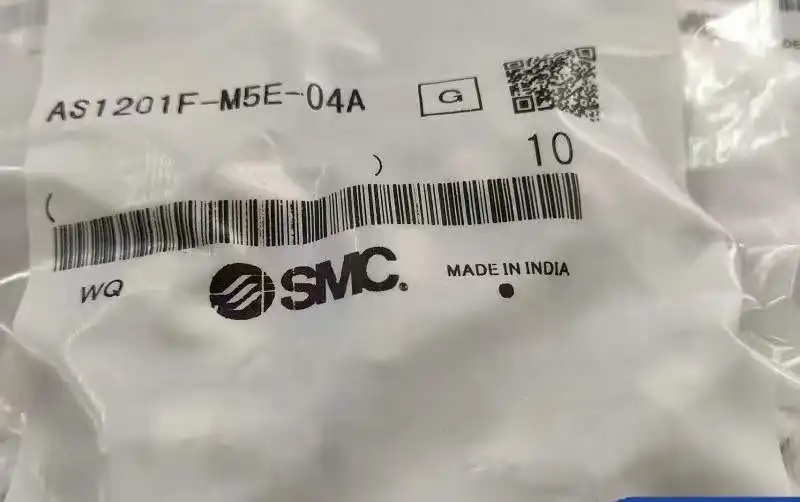 AS1201F-M5E-04A G
10
( )
WQ SMC. MADE IN INDIA